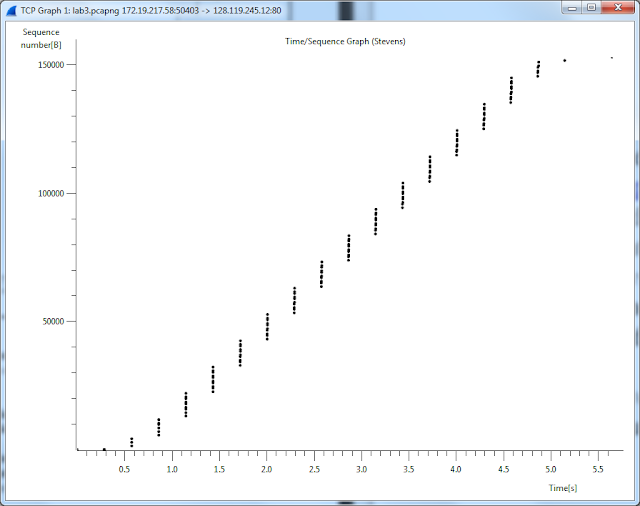 TCP Graph 1: lab3.pcapng 172.19.217.58:50403 -> 128.119.245.12:80
Sequence
number[B]
Time/Sequence Graph (Stevens)
150000
100000
50000
0.5 1.0 1.5 2.0 2.5 3.0 3.5 4.0 4.5 5.0 5.5
Time[s]